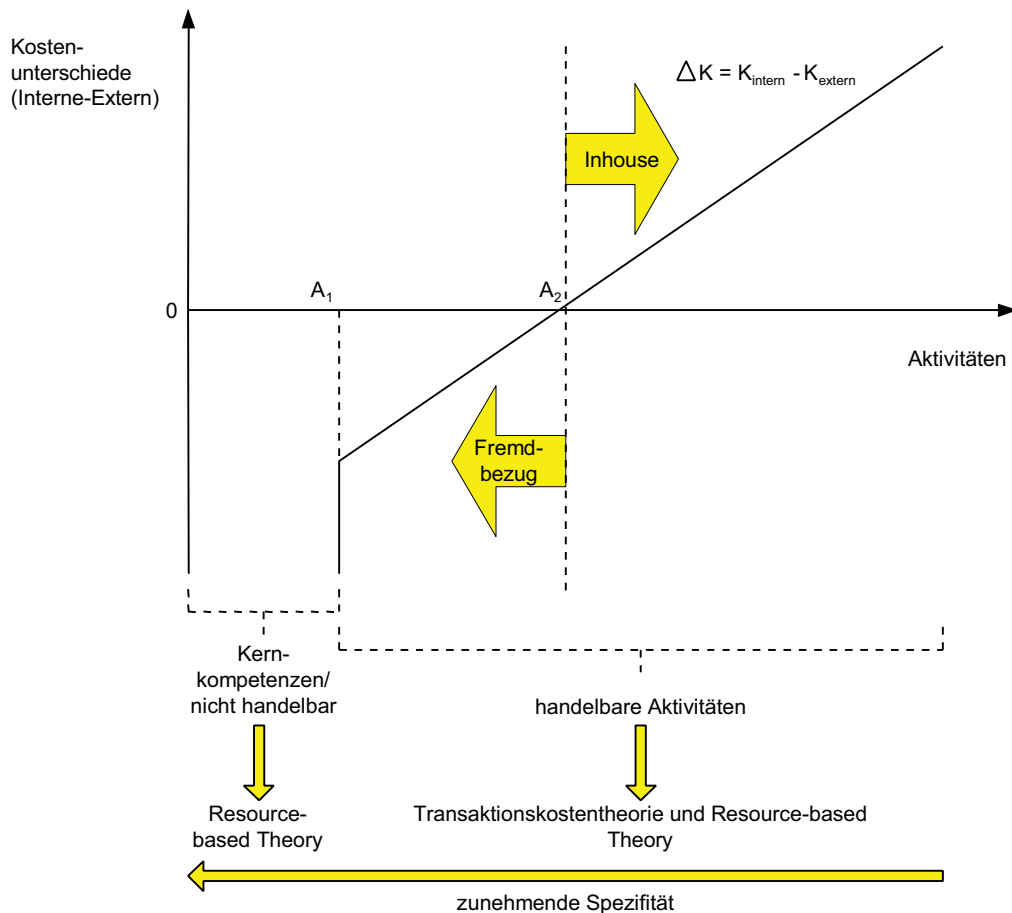 Kosten-
unterschiede
(Interne-Extern)
ΔK = K_intern - K_extern
Inhouse
0
A₁
A₂
Aktivitäten
Fremd-
bezug
Kern-
kompetenzen/
nicht handelbar
handelbare Aktivitäten
Resource-
based Theory
Transaktionskostentheorie und Resource-based
Theory
zunehmende Spezifität